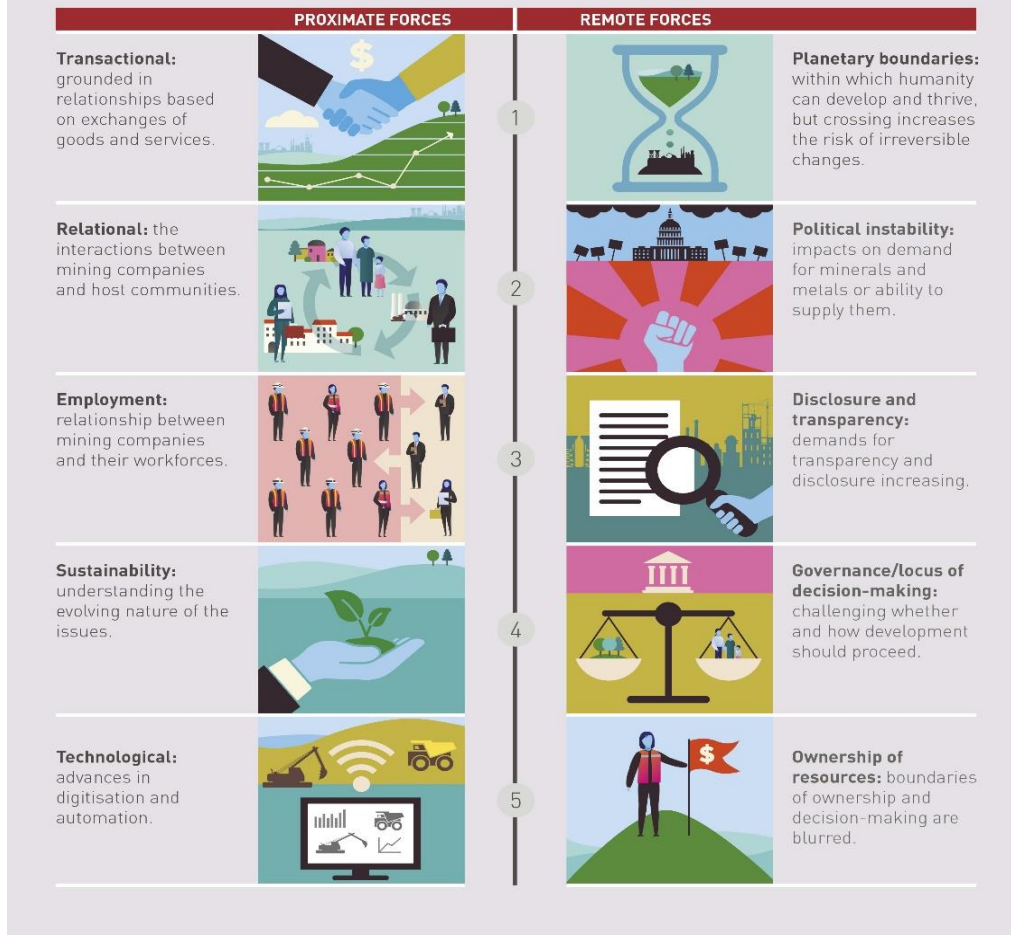 PROXIMATE FORCES
REMOTE FORCES
Transactional:
grounded in
relationships based
on exchanges of
goods and services.
$
1
Planetary boundaries:
within which humanity
can develop and thrive,
but crossing increases
the risk of irreversible
changes.
Relational: the
interactions between
mining companies
and host communities.
2
Political instability:
impacts on demand
for minerals and
metals or ability to
supply them.
Employment:
relationship between
mining companies
and their workforces.
3
Disclosure and
transparency:
demands for
transparency and
disclosure increasing.
Sustainability:
understanding the
evolving nature of the
issues.
4
Governance/locus of
decision-making:
challenging whether
and how development
should proceed.
Technological:
advances in
digitisation and
automation.
5
$
Ownership of
resources: boundaries
of ownership and
decision-making are
blurred.